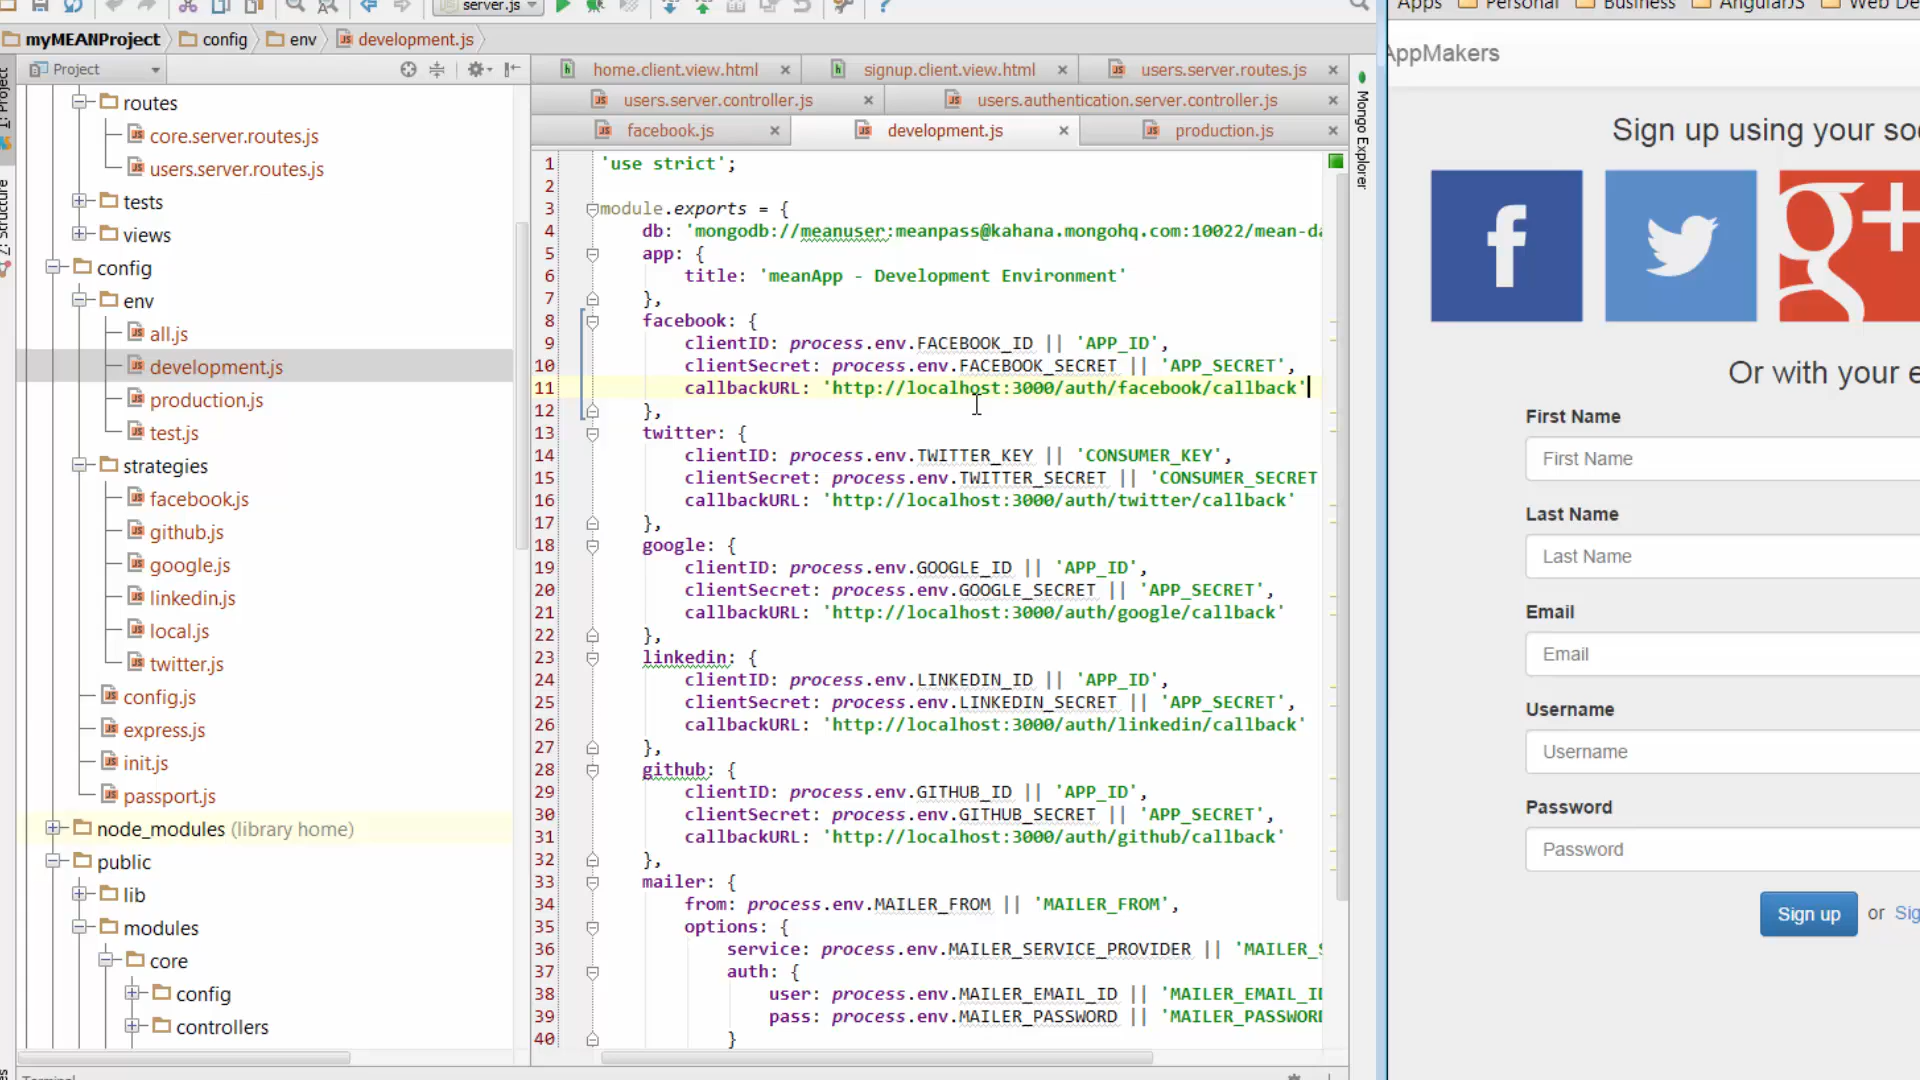 server.js
Apps Personal Business AngularJS Web De
myMEANProject config env development.js
AppMakers
Project
home.client.view.html signup.client.view.html users.server.routes.js
users.server.controller.js users.authentication.server.controller.js
facebook.js development.js production.js
1: Project
7: Structure
Mongo Explorer
routes
core.server.routes.js
users.server.routes.js
tests
views
config
env
all.js
development.js
production.js
test.js
strategies
facebook.js
github.js
google.js
linkedin.js
local.js
twitter.js
config.js
express.js
init.js
passport.js
node_modules (library home)
public
lib
modules
core
config
controllers
Terminal
1 'use strict';
2
3 module.exports = {
4 db: 'mongodb://meanuser:meanpass@kahana.mongohq.com:10022/mean-da
5 app: {
6 title: 'meanApp - Development Environment'
7 },
8 facebook: {
9 clientID: process.env.FACEBOOK_ID || 'APP_ID',
10 clientSecret: process.env.FACEBOOK_SECRET || 'APP_SECRET',
11 callbackURL: 'http://localhost:3000/auth/facebook/callback'
12 },
13 twitter: {
14 clientID: process.env.TWITTER_KEY || 'CONSUMER_KEY',
15 clientSecret: process.env.TWITTER_SECRET || 'CONSUMER_SECRET
16 callbackURL: 'http://localhost:3000/auth/twitter/callback'
17 },
18 google: {
19 clientID: process.env.GOOGLE_ID || 'APP_ID',
20 clientSecret: process.env.GOOGLE_SECRET || 'APP_SECRET',
21 callbackURL: 'http://localhost:3000/auth/google/callback'
22 },
23 linkedin: {
24 clientID: process.env.LINKEDIN_ID || 'APP_ID',
25 clientSecret: process.env.LINKEDIN_SECRET || 'APP_SECRET',
26 callbackURL: 'http://localhost:3000/auth/linkedin/callback'
27 },
28 github: {
29 clientID: process.env.GITHUB_ID || 'APP_ID',
30 clientSecret: process.env.GITHUB_SECRET || 'APP_SECRET',
31 callbackURL: 'http://localhost:3000/auth/github/callback'
32 },
33 mailer: {
34 from: process.env.MAILER_FROM || 'MAILER_FROM',
35 options: {
36 service: process.env.MAILER_SERVICE_PROVIDER || 'MAILER_S
37 auth: {
38 user: process.env.MAILER_EMAIL_ID || 'MAILER_EMAIL_ID
39 pass: process.env.MAILER_PASSWORD || 'MAILER_PASSWORD
40 }
Sign up using your so
f g+
Or with your e
First Name
First Name
Last Name
Last Name
Email
Email
Username
Username
Password
Password
Sign up or Sig